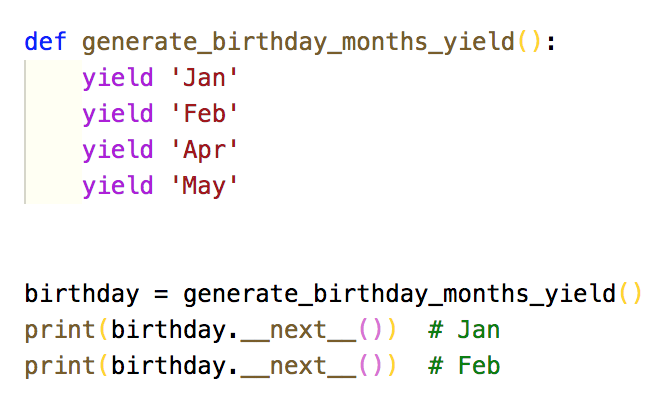 def generate_birthday_months_yield():
    yield 'Jan'
    yield 'Feb'
    yield 'Apr'
    yield 'May'
birthday = generate_birthday_months_yield()
print(birthday.__next__())  # Jan
print(birthday.__next__())  # Feb